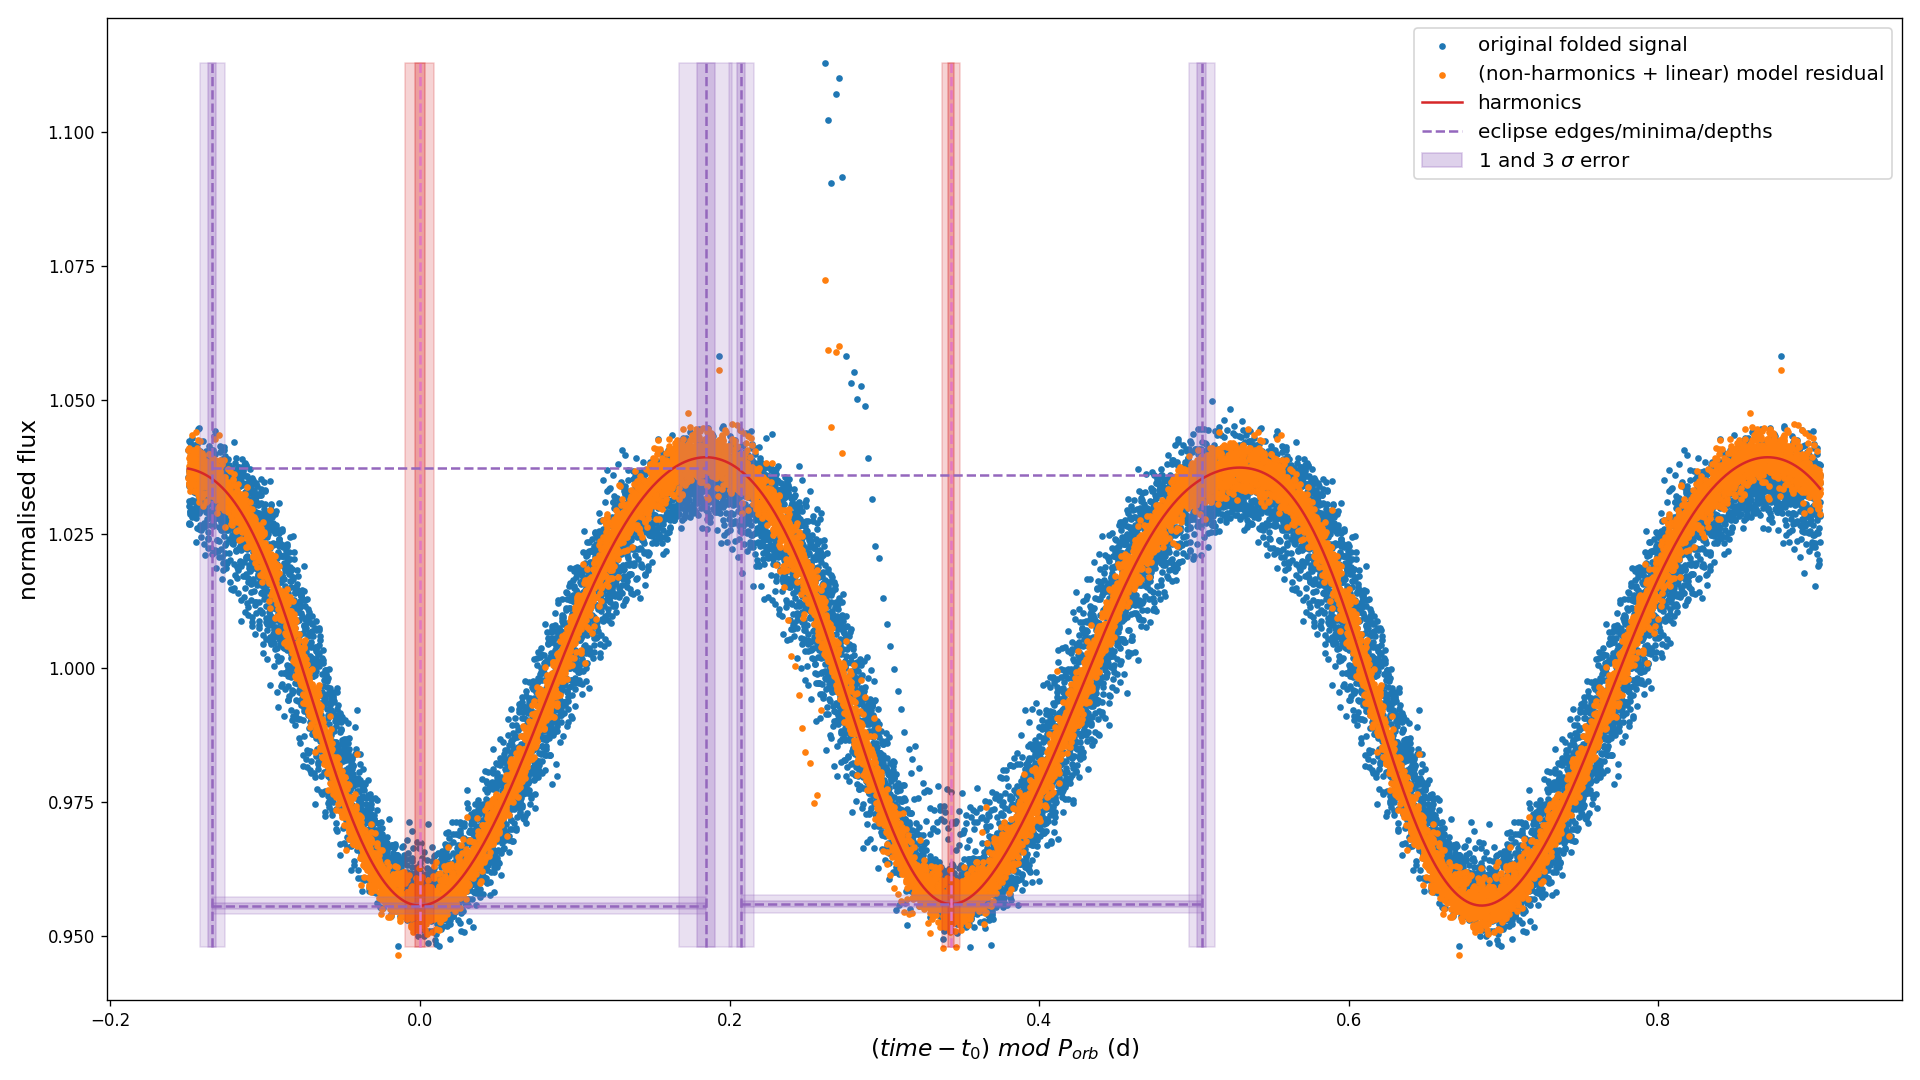 original folded signal
(non-harmonics + linear) model residual
harmonics
eclipse edges/minima/depths
1 and 3 σ error
normalised flux
1.100
1.075
1.050
1.025
1.000
0.975
0.950
−0.2
0.0
0.2
0.4
0.6
0.8
(time − t₀) mod Pₒᵣb (d)